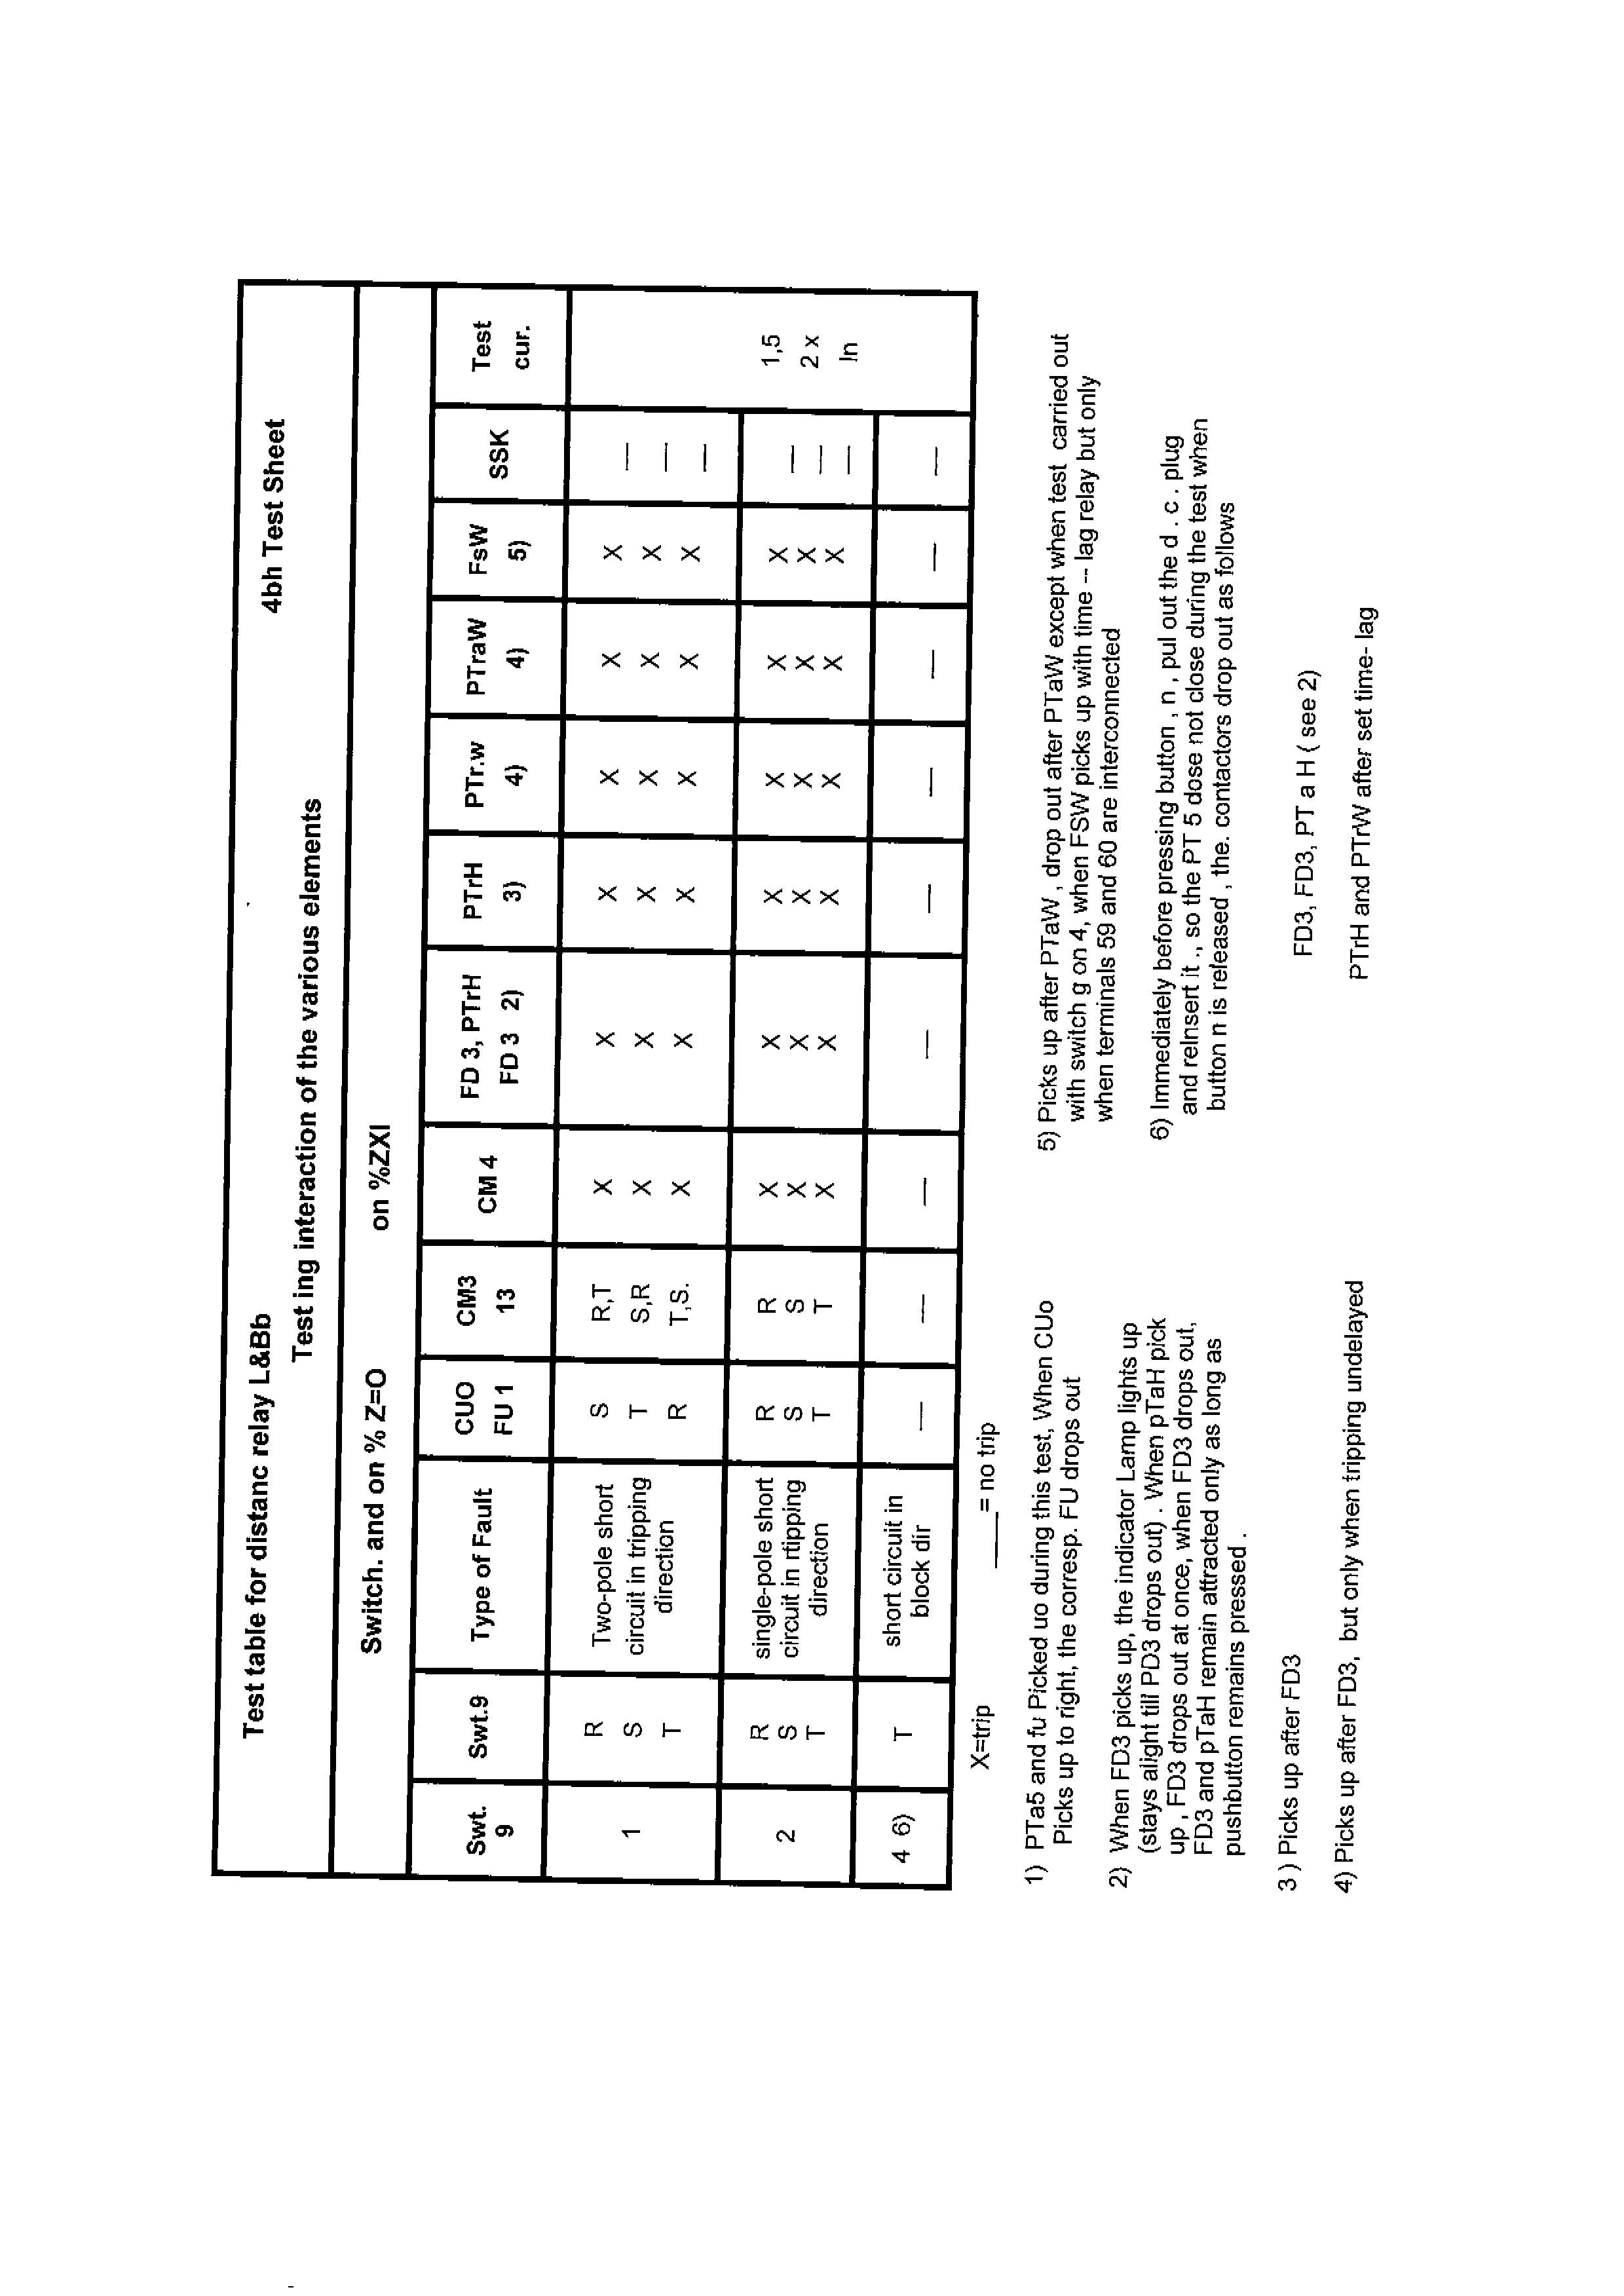 Test table for distanc relay L&Bb 4bh Test Sheet
Test ing interaction of the various elements
Switch. and on % Z=O on %ZXI
Swt. 9 Swt.9 Type of Fault CUO FU 1 CM3 13 CM 4 FD 3, PTrH FD 3 2) PTrH 3) PTr.w 4) PTraW 4) FsW 5) SSK Test cur.
1 Two-pole short circuit in tripping direction
R S R,T X X X X X X —
S T S,R X X X X X X —
T R T,S. X X X X X X —
2 single-pole short circuit in rtipping direction
R R R X X X X X X —
S S S X X X X X X —
T T T X X X X X X —
1,5
2 x
In
4 6) T short circuit in block dir — — — — — — — — —
X=trip ___= no trip
1) PTa5 and fu Picked uo during this test, When CUo
Picks up to right, the corresp. FU drops out
2) When FD3 picks up, the indicator Lamp lights up
(stays alight till PD3 drops out) . When pTaH pick
up , FD3 drops out at once, when FD3 drops out,
FD3 and pTaH remain attracted only as long as
pushbutton remains pressed .
3 ) Picks up after FD3
4) Picks up after FD3, but only when tripping undelayed
5) Picks up after PTaW , drop out after PTaW except when test carried out
with switch g on 4, when FSW picks up with time -- lag relay but only
when terminals 59 and 60 are interconnected
6) Immediately before pressing button , n , pul out the d . c . plug
and reInsert it ., so the PT 5 dose not close during the test when
button n is released , the. contactors drop out as follows
FD3, FD3, PT a H ( see 2)
PTrH and PTrW after set time- lag